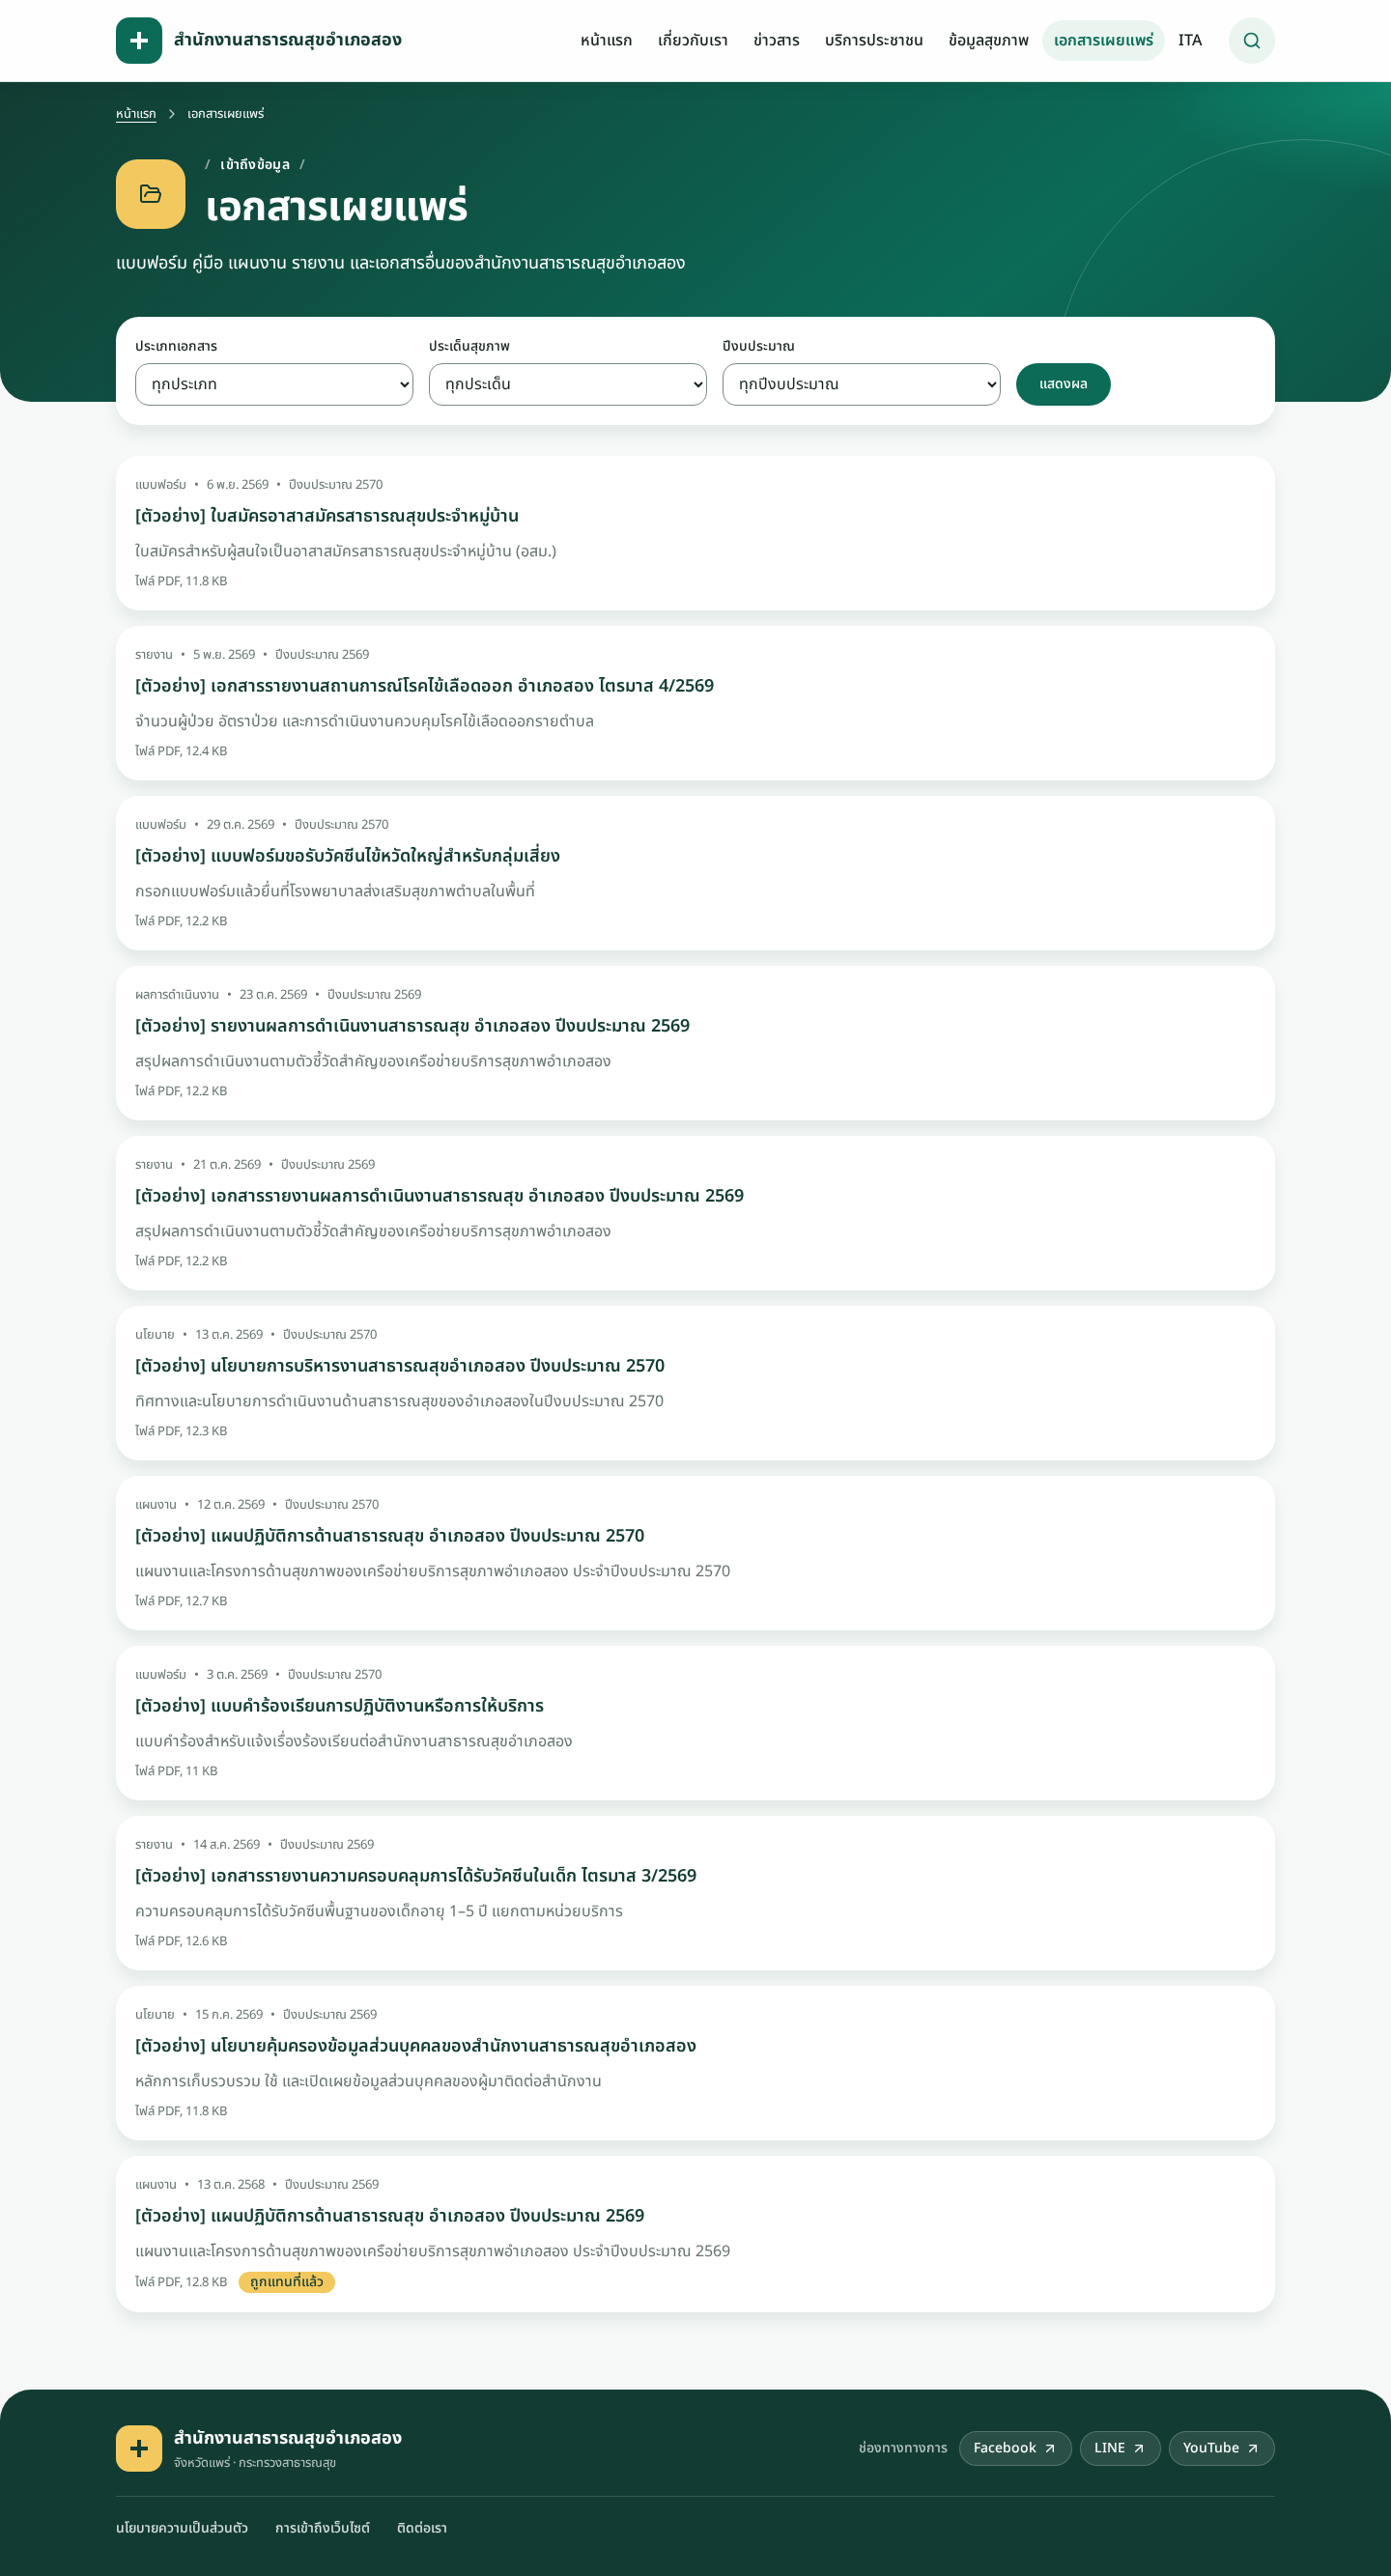 สำนักงานสาธารณสุขอำเภอสอง
หน้าแรก
เกี่ยวกับเรา
ข่าวสาร
บริการประชาชน
ข้อมูลสุขภาพ
เอกสารเผยแพร่
ITA
หน้าแรก > เอกสารเผยแพร่
/ เข้าถึงข้อมูล /
เอกสารเผยแพร่
แบบฟอร์ม คู่มือ แผนงาน รายงาน และเอกสารอื่นของสำนักงานสาธารณสุขอำเภอสอง
ประเภทเอกสาร
ทุกประเภท
ประเด็นสุขภาพ
ทุกประเด็น
ปีงบประมาณ
ทุกปีงบประมาณ
แสดงผล
แบบฟอร์ม • 6 พ.ย. 2569 • ปีงบประมาณ 2570
[ตัวอย่าง] ใบสมัครอาสาสมัครสาธารณสุขประจำหมู่บ้าน
ใบสมัครสำหรับผู้สนใจเป็นอาสาสมัครสาธารณสุขประจำหมู่บ้าน (อสม.)
ไฟล์ PDF, 11.8 KB
รายงาน • 5 พ.ย. 2569 • ปีงบประมาณ 2569
[ตัวอย่าง] เอกสารรายงานสถานการณ์โรคไข้เลือดออก อำเภอสอง ไตรมาส 4/2569
จำนวนผู้ป่วย อัตราป่วย และการดำเนินงานควบคุมโรคไข้เลือดออกรายตำบล
ไฟล์ PDF, 12.4 KB
แบบฟอร์ม • 29 ต.ค. 2569 • ปีงบประมาณ 2570
[ตัวอย่าง] แบบฟอร์มขอรับวัคซีนไข้หวัดใหญ่สำหรับกลุ่มเสี่ยง
กรอกแบบฟอร์มแล้วยื่นที่โรงพยาบาลส่งเสริมสุขภาพตำบลในพื้นที่
ไฟล์ PDF, 12.2 KB
ผลการดำเนินงาน • 23 ต.ค. 2569 • ปีงบประมาณ 2569
[ตัวอย่าง] รายงานผลการดำเนินงานสาธารณสุข อำเภอสอง ปีงบประมาณ 2569
สรุปผลการดำเนินงานตามตัวชี้วัดสำคัญของเครือข่ายบริการสุขภาพอำเภอสอง
ไฟล์ PDF, 12.2 KB
รายงาน • 21 ต.ค. 2569 • ปีงบประมาณ 2569
[ตัวอย่าง] เอกสารรายงานผลการดำเนินงานสาธารณสุข อำเภอสอง ปีงบประมาณ 2569
สรุปผลการดำเนินงานตามตัวชี้วัดสำคัญของเครือข่ายบริการสุขภาพอำเภอสอง
ไฟล์ PDF, 12.2 KB
นโยบาย • 13 ต.ค. 2569 • ปีงบประมาณ 2570
[ตัวอย่าง] นโยบายการบริหารงานสาธารณสุขอำเภอสอง ปีงบประมาณ 2570
ทิศทางและนโยบายการดำเนินงานด้านสาธารณสุขของอำเภอสองในปีงบประมาณ 2570
ไฟล์ PDF, 12.3 KB
แผนงาน • 12 ต.ค. 2569 • ปีงบประมาณ 2570
[ตัวอย่าง] แผนปฏิบัติการด้านสาธารณสุข อำเภอสอง ปีงบประมาณ 2570
แผนงานและโครงการด้านสุขภาพของเครือข่ายบริการสุขภาพอำเภอสอง ประจำปีงบประมาณ 2570
ไฟล์ PDF, 12.7 KB
แบบฟอร์ม • 3 ต.ค. 2569 • ปีงบประมาณ 2570
[ตัวอย่าง] แบบคำร้องเรียนการปฏิบัติงานหรือการให้บริการ
แบบคำร้องสำหรับแจ้งเรื่องร้องเรียนต่อสำนักงานสาธารณสุขอำเภอสอง
ไฟล์ PDF, 11 KB
รายงาน • 14 ส.ค. 2569 • ปีงบประมาณ 2569
[ตัวอย่าง] เอกสารรายงานความครอบคลุมการได้รับวัคซีนในเด็ก ไตรมาส 3/2569
ความครอบคลุมการได้รับวัคซีนพื้นฐานของเด็กอายุ 1–5 ปี แยกตามหน่วยบริการ
ไฟล์ PDF, 12.6 KB
นโยบาย • 15 ก.ค. 2569 • ปีงบประมาณ 2569
[ตัวอย่าง] นโยบายคุ้มครองข้อมูลส่วนบุคคลของสำนักงานสาธารณสุขอำเภอสอง
หลักการเก็บรวบรวม ใช้ และเปิดเผยข้อมูลส่วนบุคคลของผู้มาติดต่อสำนักงาน
ไฟล์ PDF, 11.8 KB
แผนงาน • 13 ต.ค. 2568 • ปีงบประมาณ 2569
[ตัวอย่าง] แผนปฏิบัติการด้านสาธารณสุข อำเภอสอง ปีงบประมาณ 2569
แผนงานและโครงการด้านสุขภาพของเครือข่ายบริการสุขภาพอำเภอสอง ประจำปีงบประมาณ 2569
ไฟล์ PDF, 12.8 KB ถูกแทนที่แล้ว
สำนักงานสาธารณสุขอำเภอสอง
จังหวัดแพร่ · กระทรวงสาธารณสุข
ช่องทางทางการ
Facebook
LINE
YouTube
นโยบายความเป็นส่วนตัว
การเข้าถึงเว็บไซต์
ติดต่อเรา